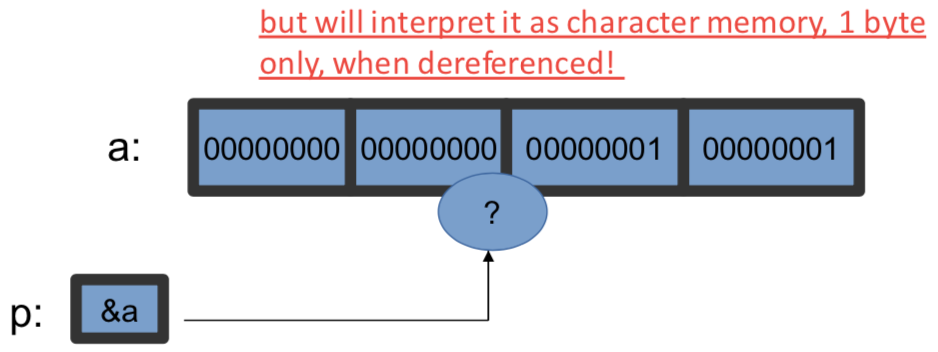 but will interpret it as character memory, 1 byte
only, when dereferenced!
a: 00000000 00000000 00000001 00000001
?
p: &a